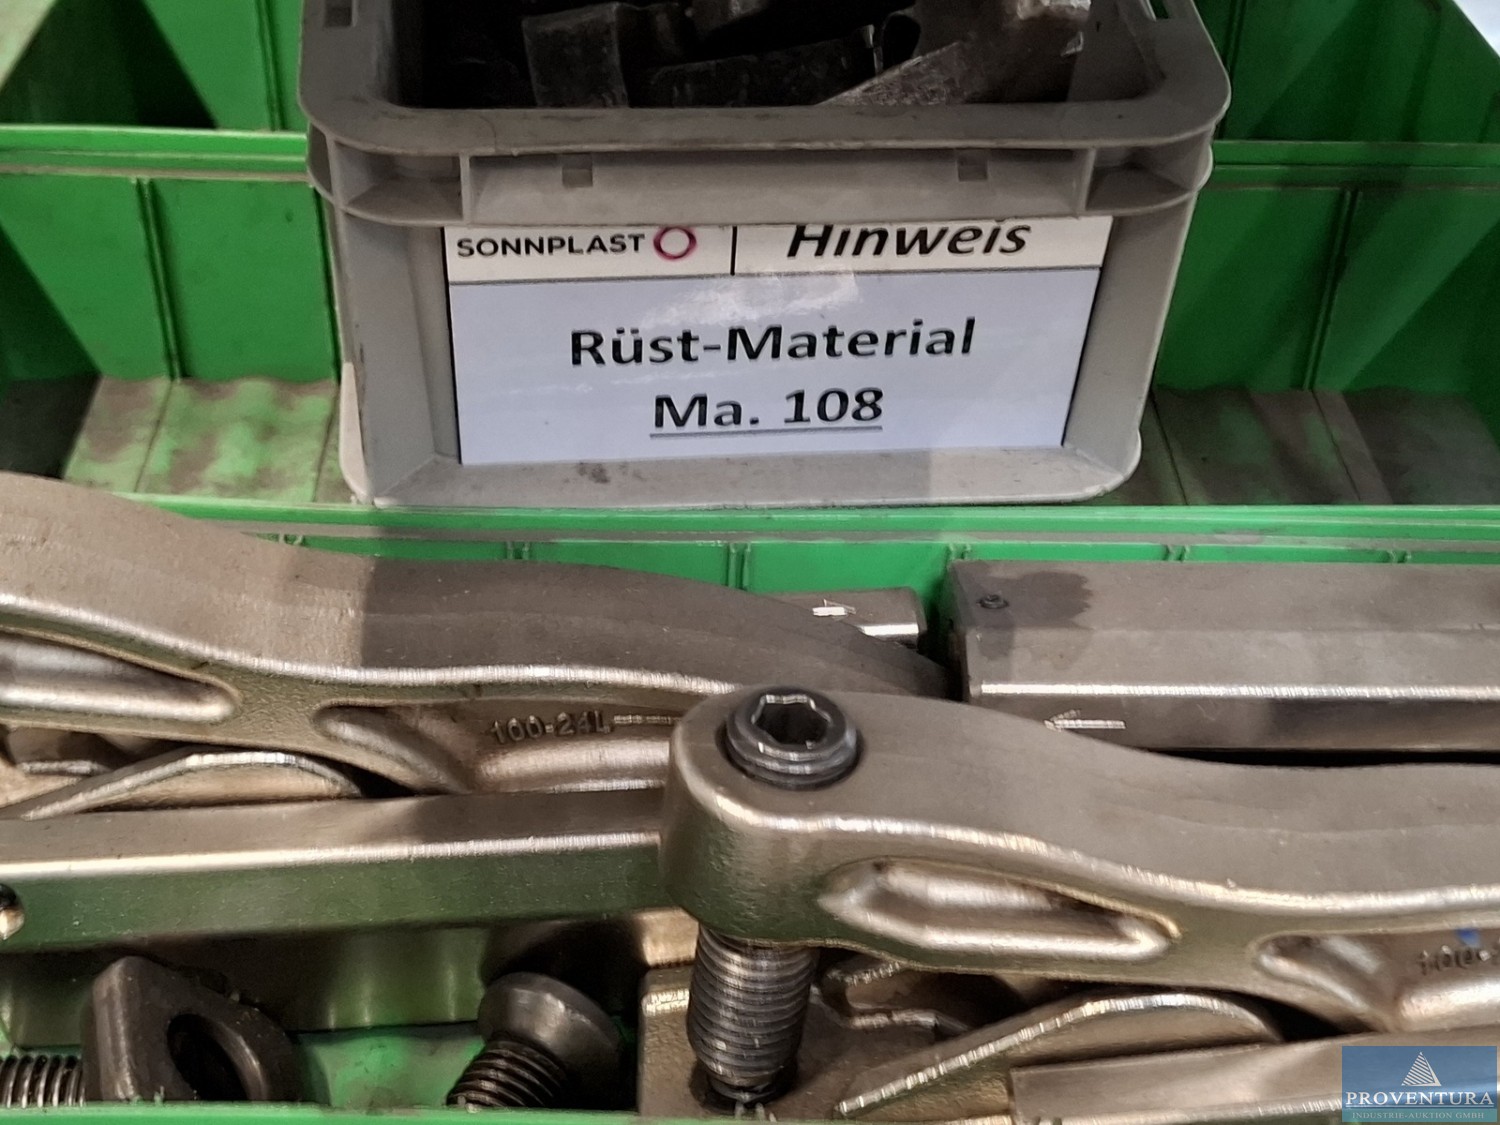 SONNPLAST Hinweis
Rüst-Material
Ma. 108
100-24L
PROVENTURA
INDUSTRIE-AUKTION GMBH